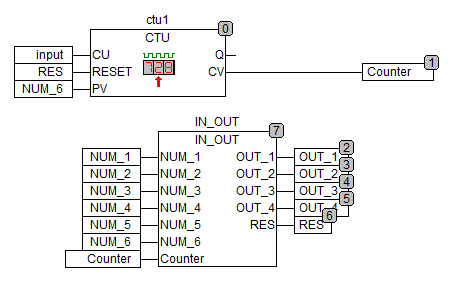 ctu1
0
CTU
input CU Q
RES RESET 728 CV Counter 1
NUM_6 PV
IN_OUT 7
IN_OUT
NUM_1 NUM_1 OUT_1 OUT_1 2
NUM_2 NUM_2 OUT_2 OUT_2 3
NUM_3 NUM_3 OUT_3 OUT_3 4
NUM_4 NUM_4 OUT_4 OUT_4 5
NUM_5 NUM_5 RES RES 6
NUM_6 NUM_6
Counter Counter